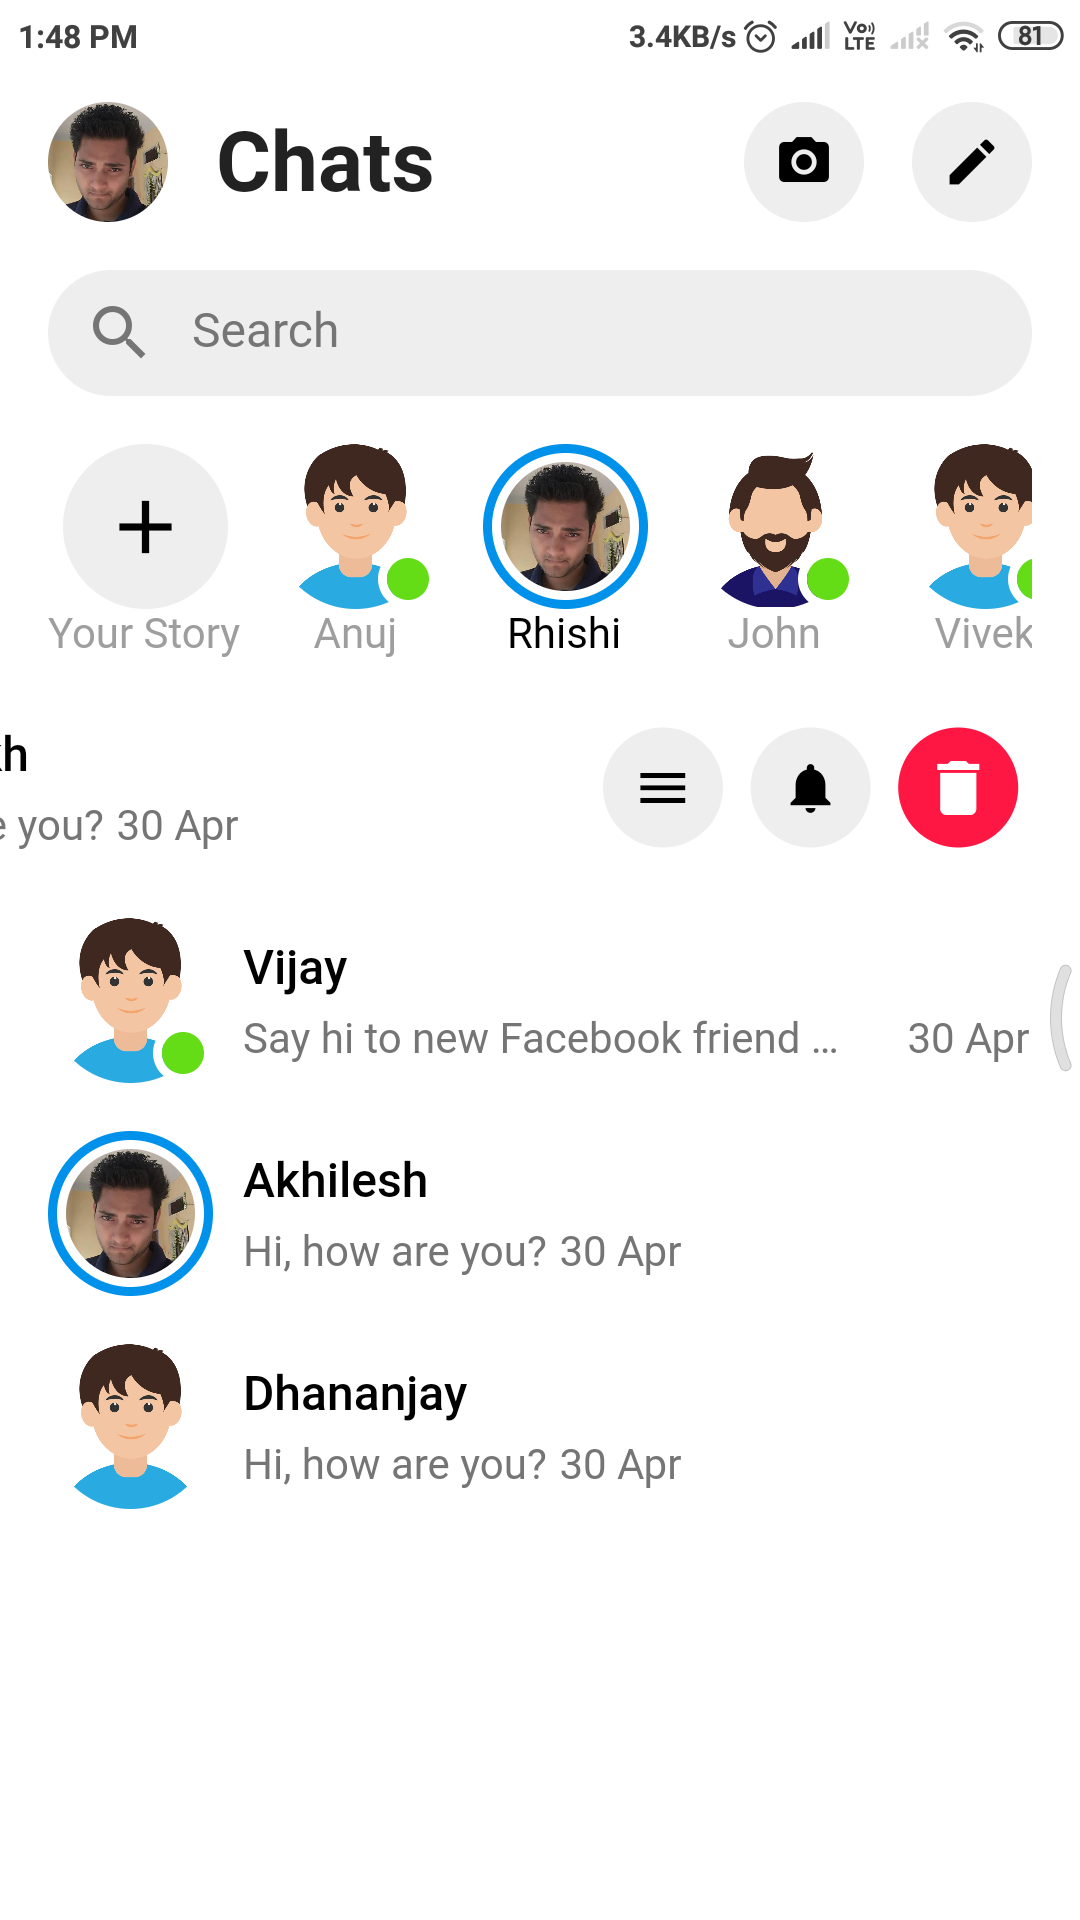 1:48 PM 3.4KB/s Vo LTE 81
Chats
Search
Your Story Anuj Rhishi John Vivek
kh
e you? 30 Apr
Vijay
Say hi to new Facebook friend ... 30 Apr
Akhilesh
Hi, how are you? 30 Apr
Dhananjay
Hi, how are you? 30 Apr